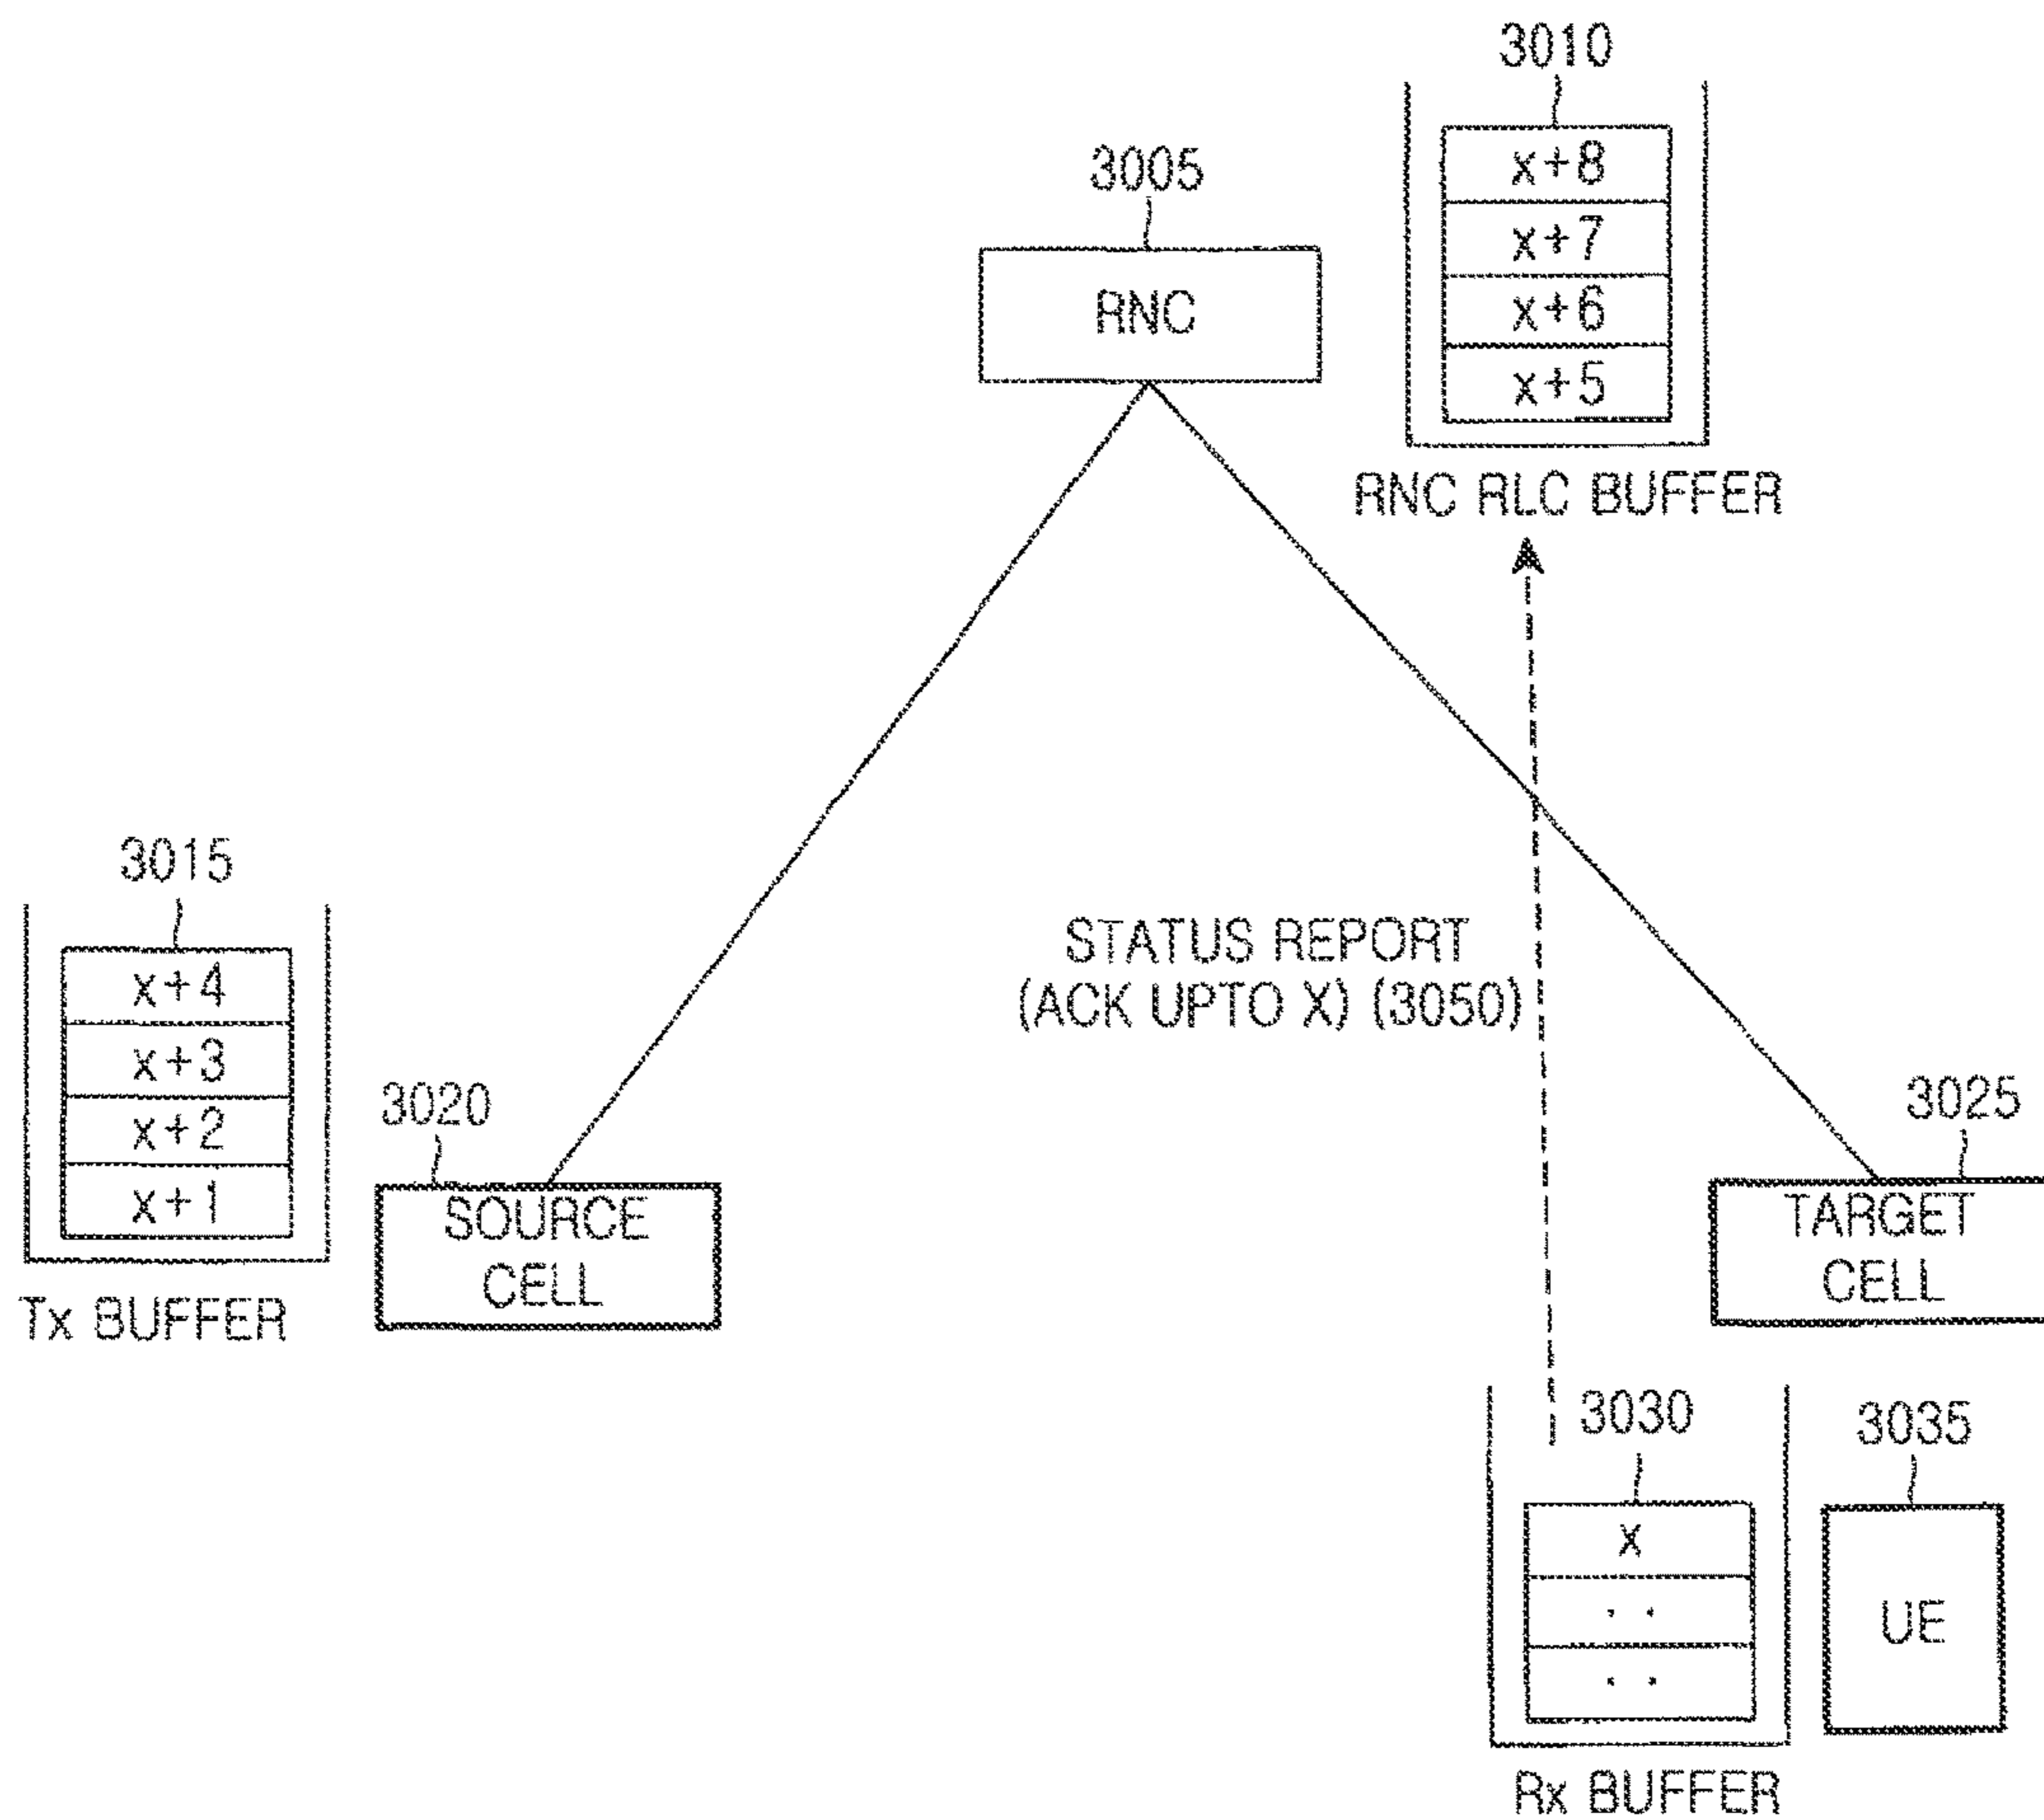 3010
x+8
x+7
x+6
x+5
RNC RLC BUFFER
3005
RNC
3015
x+4
x+3
x+2
x+1
Tx BUFFER
3020
SOURCE
CELL
STATUS REPORT
(ACK UPTO X) (3050)
3025
TARGET
CELL
3030
x
. .
. .
Rx BUFFER
3035
UE